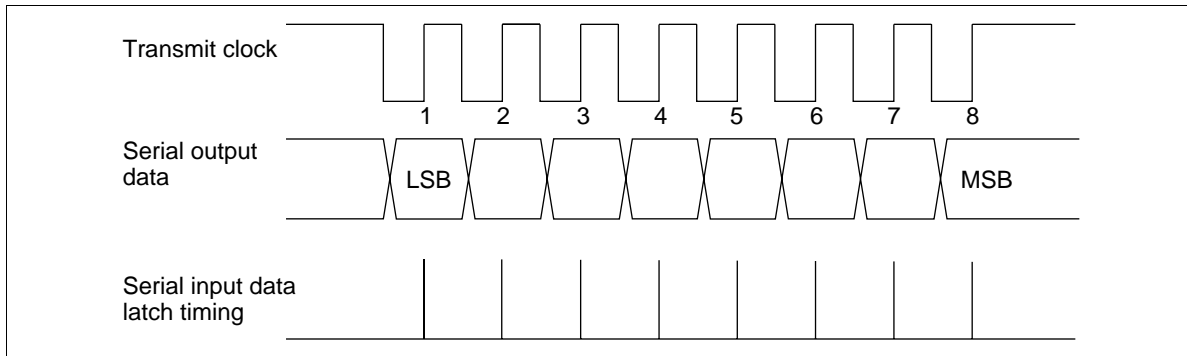 Transmit clock
1 2 3 4 5 6 7 8
Serial output
data
LSB MSB
Serial input data
latch timing